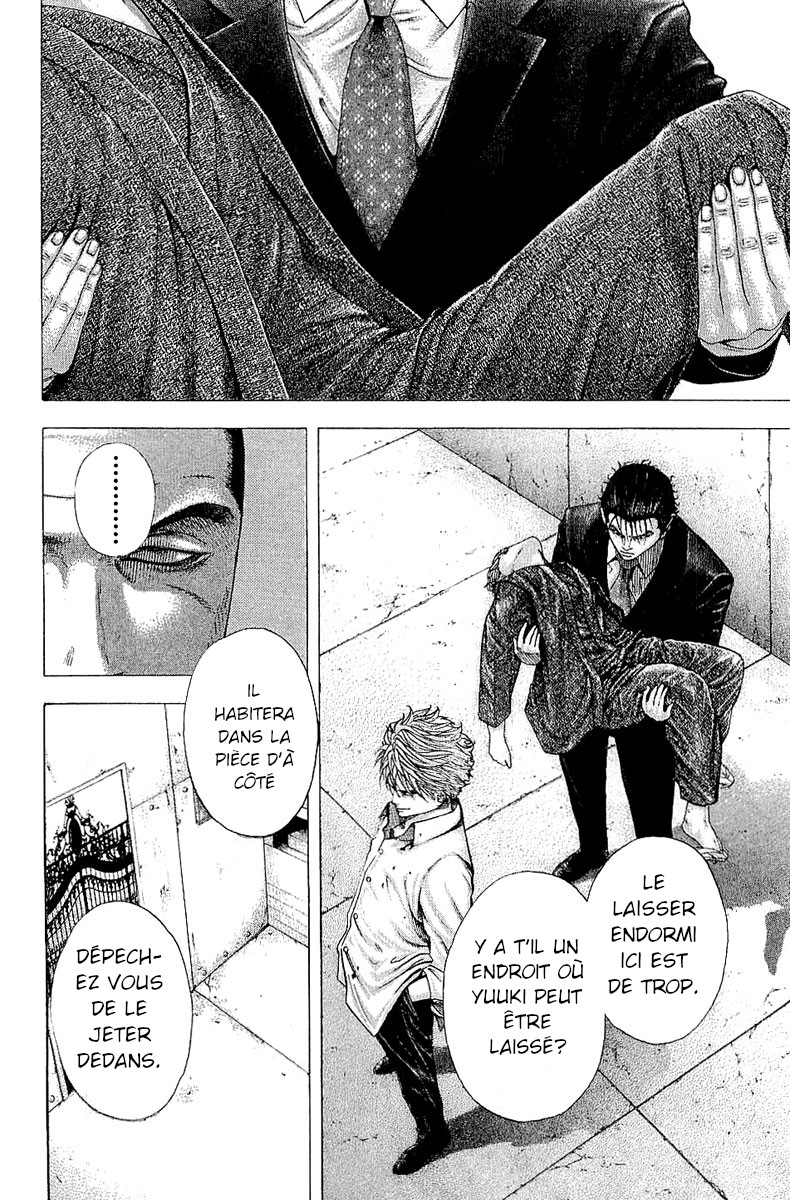 LE
LAISSER
ENDORMI
ICI EST
DE TROP.
Y A T'IL UN
ENDROIT OÙ
YUUKI PEUT
ÊTRE
LAISSÉ?
.........
IL
HABITERA
DANS LA
PIÈCE D'À
CÔTÉ
DÉPECH-
EZ VOUS
DE LE
JETER
DEDANS.